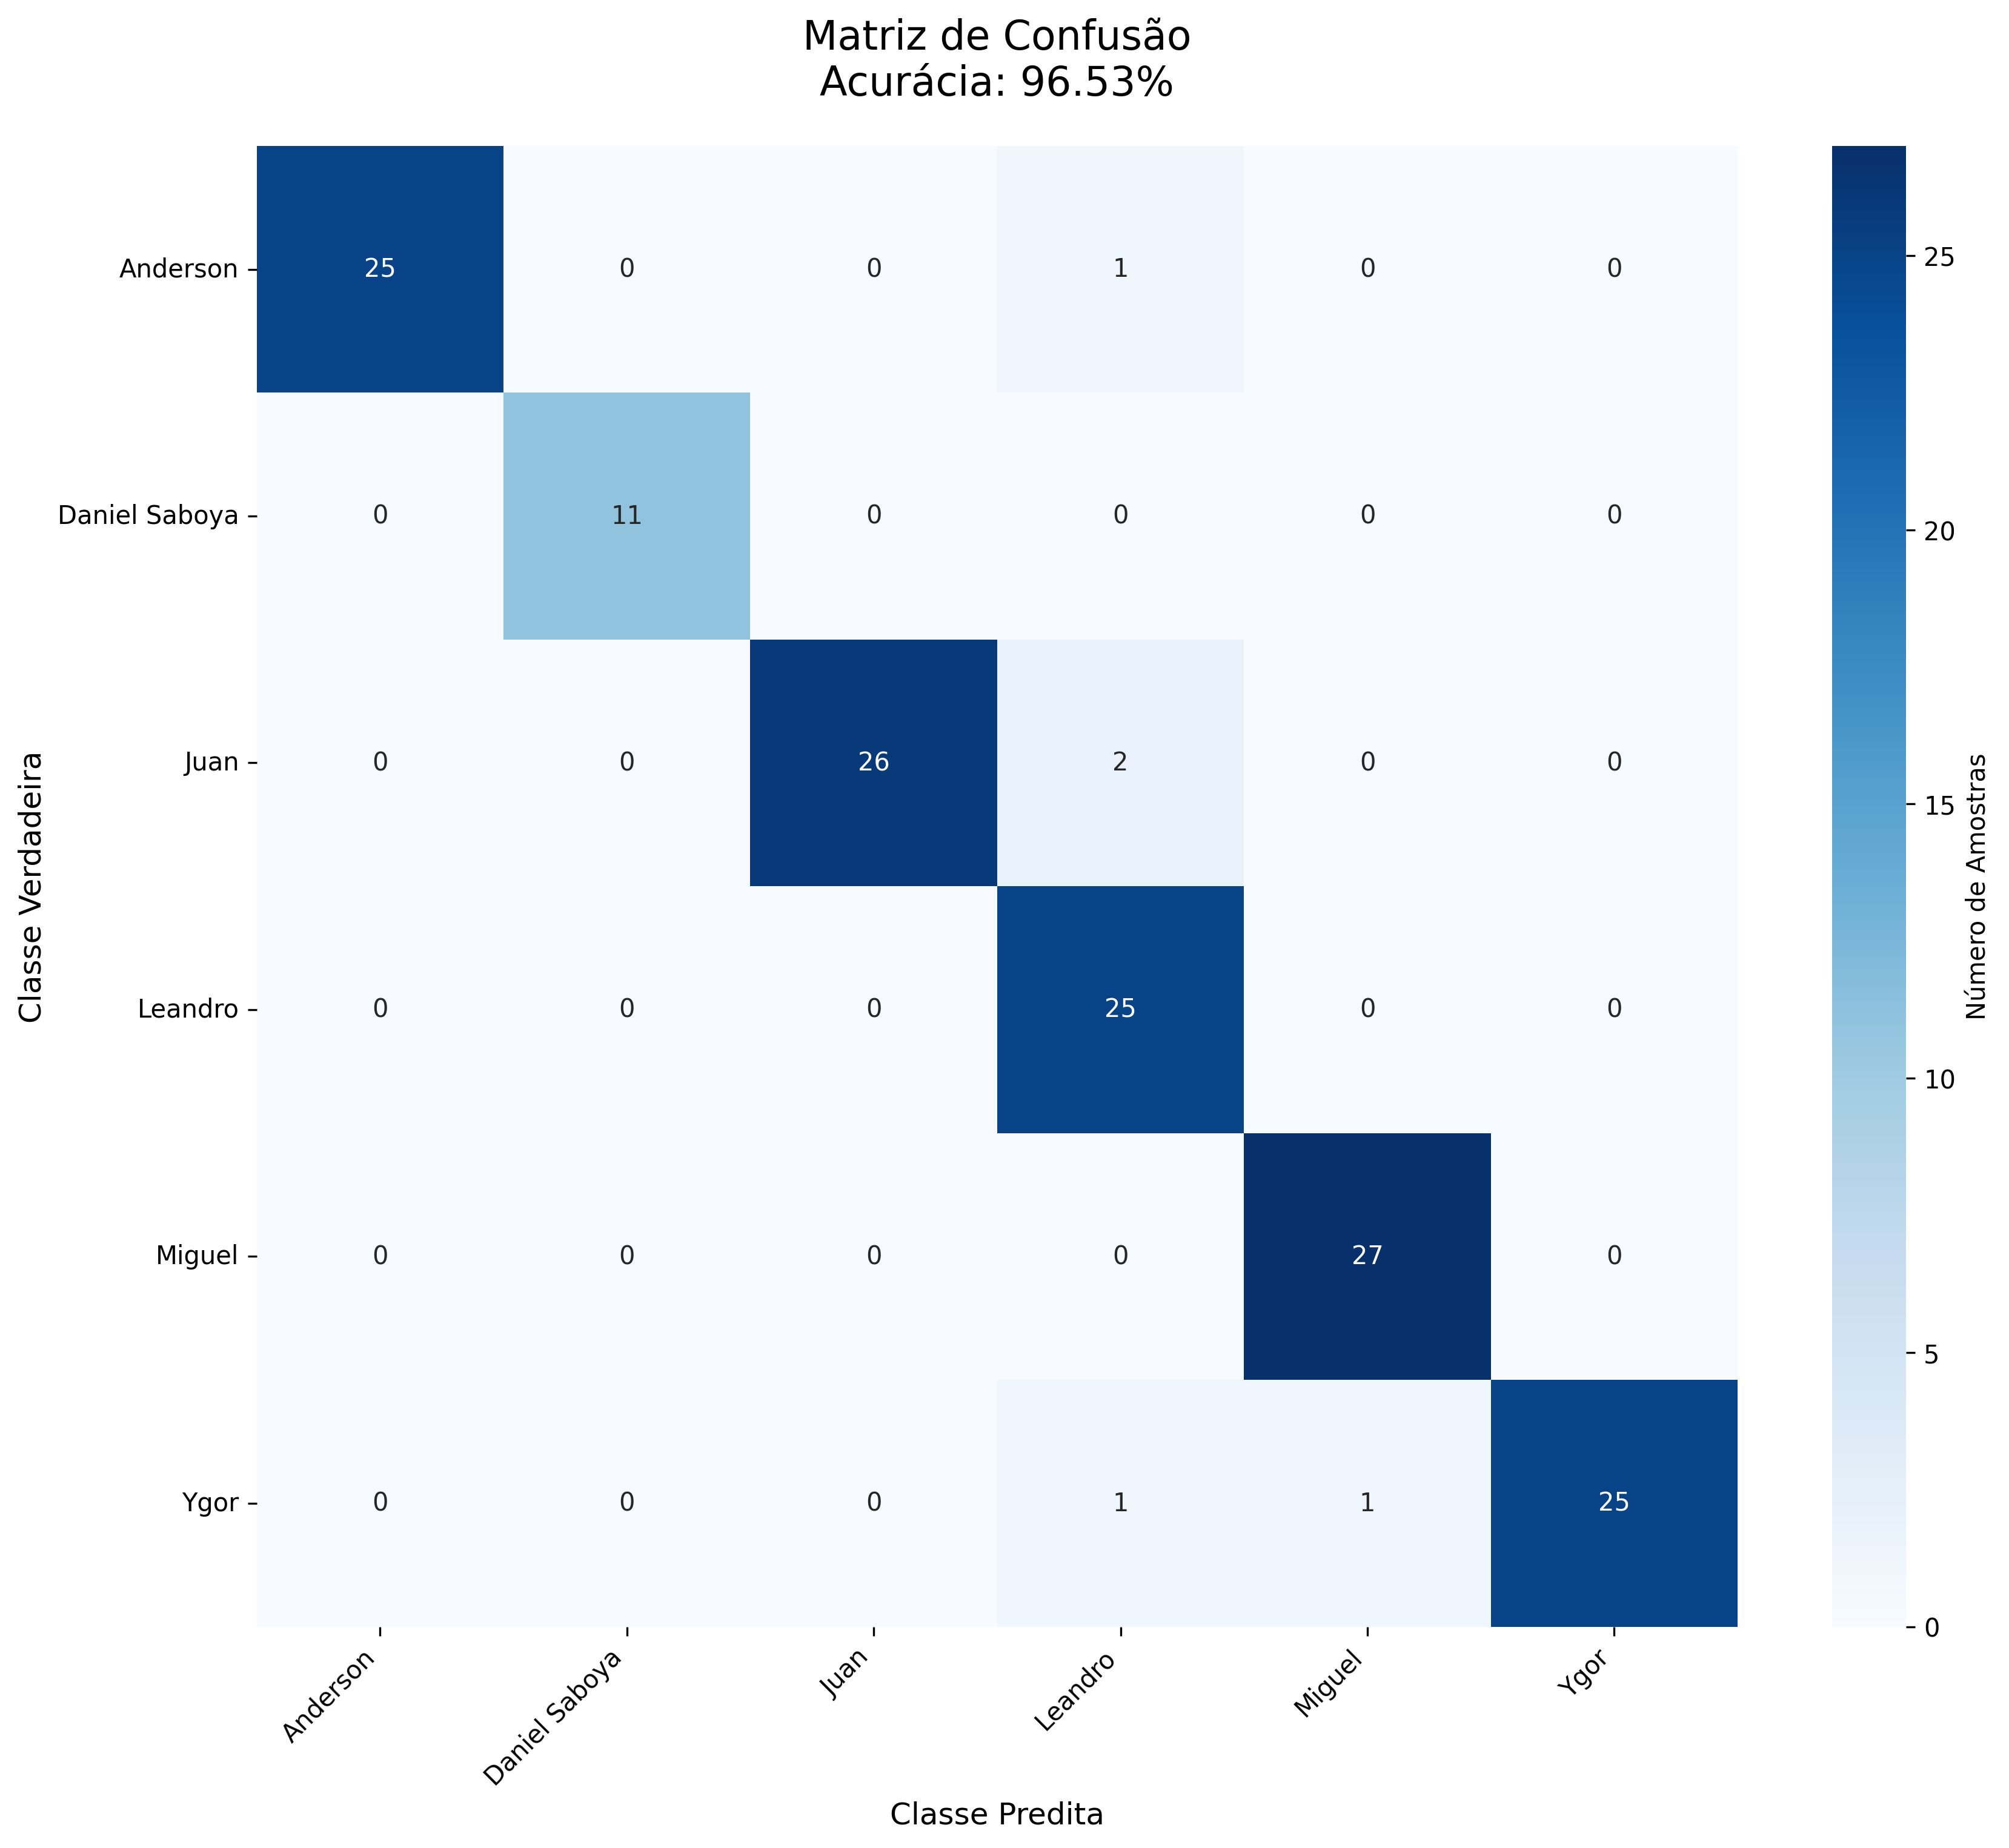 Matriz de Confusão
Acurácia: 96.53%
Anderson 25 0 0 1 0 0
Daniel Saboya 0 11 0 0 0 0
Juan 0 0 26 2 0 0
Leandro 0 0 0 25 0 0
Miguel 0 0 0 0 27 0
Ygor 0 0 0 1 1 25
Classe Verdadeira
Anderson Daniel Saboya Juan Leandro Miguel Ygor
Classe Predita
25
20
15
10
5
0
Número de Amostras